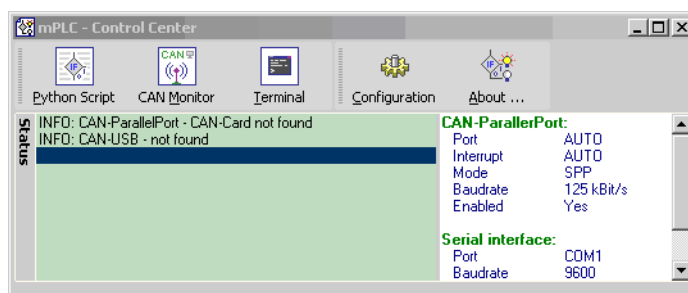 mPLC - Control Center
CAN
Python Script CAN Monitor Terminal Configuration About ...
Status
INFO: CAN-ParallelPort - CAN-Card not found
INFO: CAN-USB - not found
CAN-ParallerPort:
Port AUTO
Interrupt AUTO
Mode SPP
Baudrate 125 kBit/s
Enabled Yes
Serial interface:
Port COM1
Baudrate 9600